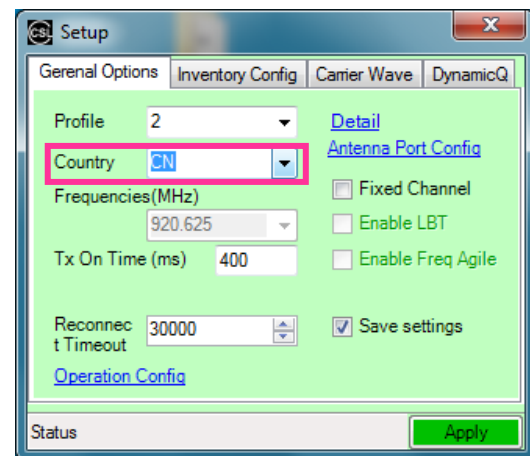 CSL Setup
Gerenal Options Inventory Config Carrier Wave DynamicQ
Profile 2 Detail
Antenna Port Config
Country CN
Fixed Channel
Frequencies(MHz)
920.625 Enable LBT
Tx On Time (ms) 400 Enable Freq Agile
Reconnec
t Timeout 30000 Save settings
Operation Config
Status Apply